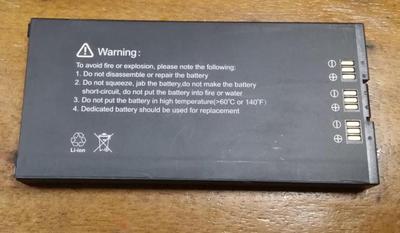 Warning:
To avoid fire or explosion, please note the following:
1. Do not disassemble or repair the battery
2. Do not squeeze, jab the battery,do not make the battery
short-circuit, do not put the battery into fire or water
3. Do not put the battery in high temperature(>60°C or 140°F)
4. Dedicated battery should be used for replacement
Li-ion